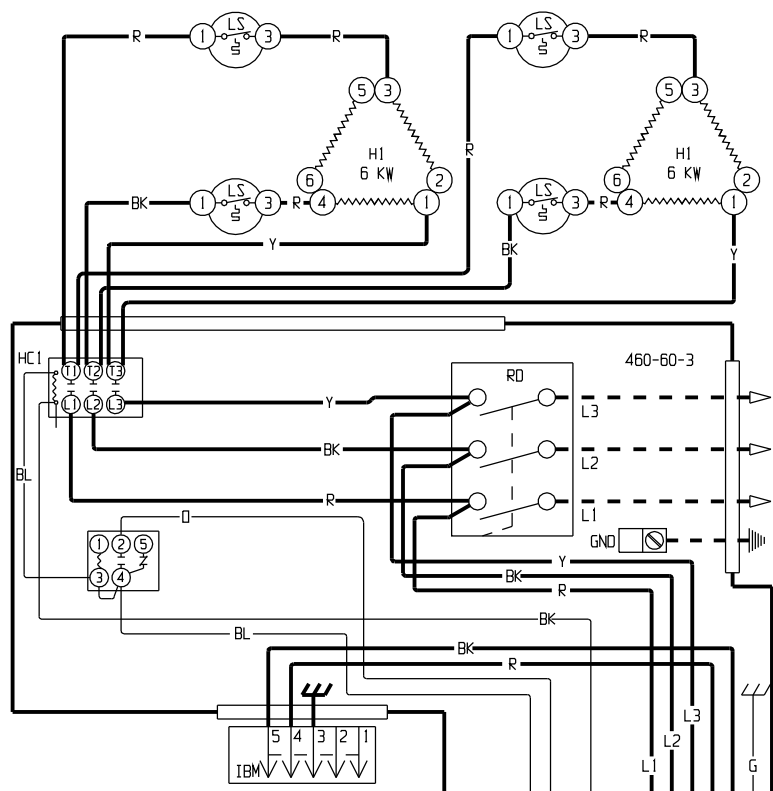 LS LS
R 1 3 R 1 3 R
5 3 5 3
H1 H1
6 KW R 6 KW
6 2 6 2
LS LS
BK 1 3 R 4 1 1 3 R 4 1
Y BK Y
HC1 T1 T2 T3 RD 460-60-3
L1 L2 L3 Y L3
BK L2
BL R L1
O
1 2 5 GND
Y
3 4 BK
R
BK
BL
BK
R
L3
5 4 3 2 1 L2
IBM L1 G